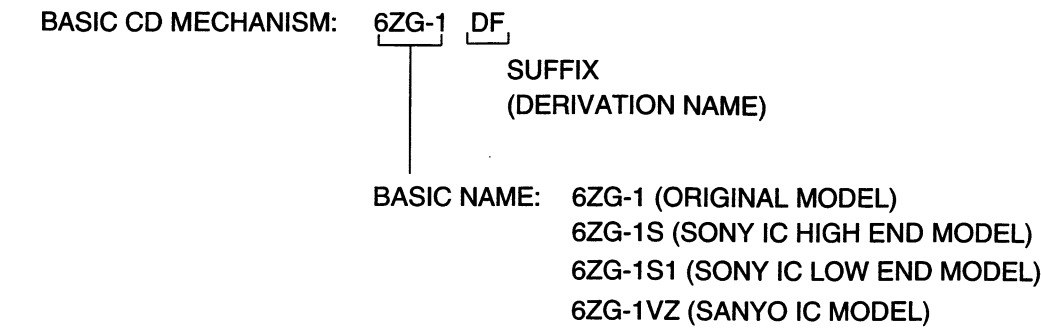 BASIC CD MECHANISM: 6ZG-1 DF
SUFFIX
(DERIVATION NAME)
BASIC NAME: 6ZG-1 (ORIGINAL MODEL)
6ZG-1S (SONY IC HIGH END MODEL)
6ZG-1S1 (SONY IC LOW END MODEL)
6ZG-1VZ (SANYO IC MODEL)